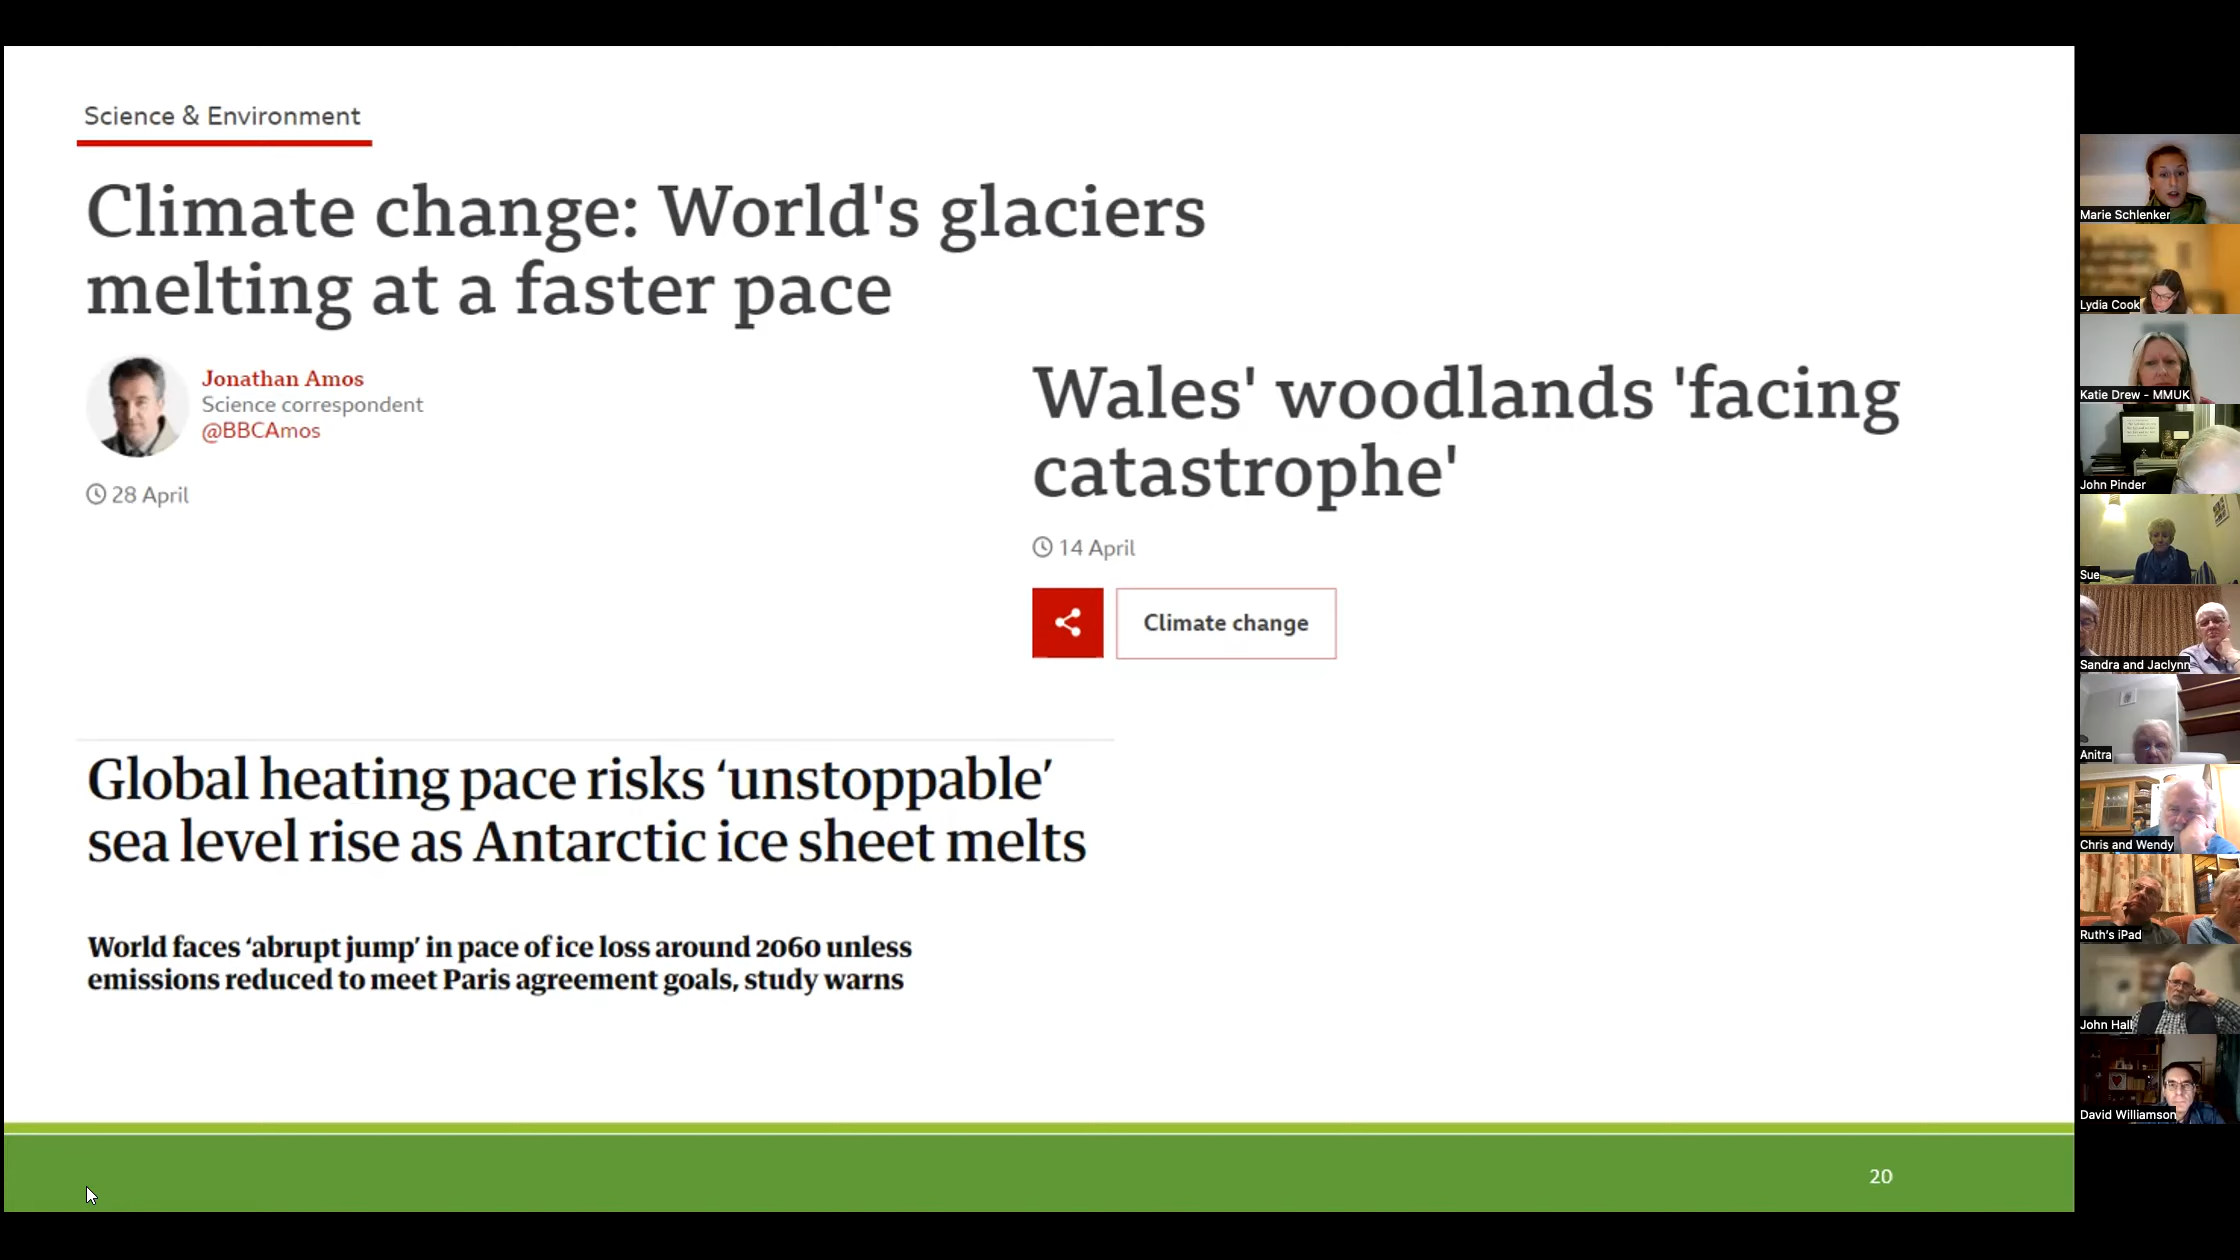 Science & Environment
Climate change: World's glaciers
melting at a faster pace
Jonathan Amos
Science correspondent
@BBCAmos
28 April
Wales' woodlands 'facing
catastrophe'
14 April
Climate change
Global heating pace risks ‘unstoppable’
sea level rise as Antarctic ice sheet melts
World faces ‘abrupt jump’ in pace of ice loss around 2060 unless
emissions reduced to meet Paris agreement goals, study warns
20
Marie Schlenker
Lydia Cook
Katie Drew - MMUK
John Pinder
Sue
Sandra and Jaclynn
Anitra
Chris and Wendy
Ruth's iPad
John Hall
David Williamson